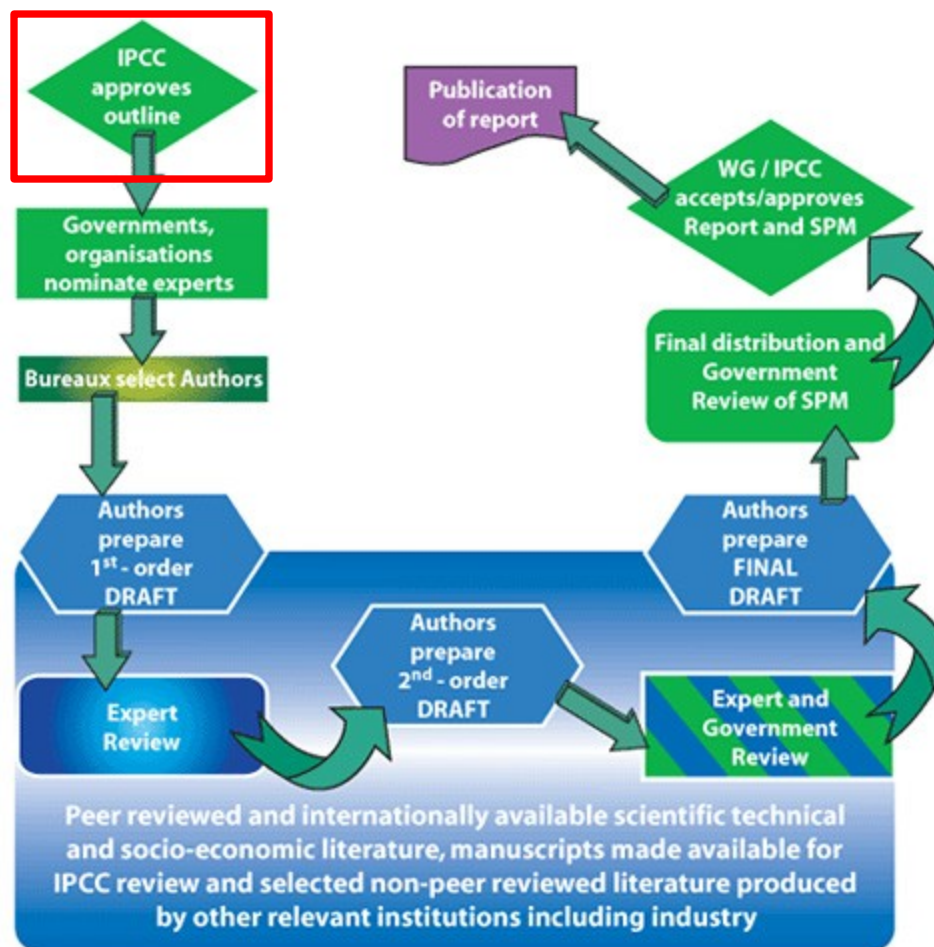 IPCC
approves
outline
Governments,
organisations
nominate experts
Bureaux select Authors
Authors
prepare
1st - order
DRAFT
Expert
Review
Authors
prepare
2nd - order
DRAFT
Expert and
Government
Review
Authors
prepare
FINAL
DRAFT
Final distribution and
Government
Review of SPM
WG / IPCC
accepts/approves
Report and SPM
Publication
of report
Peer reviewed and internationally available scientific technical
and socio-economic literature, manuscripts made available for
IPCC review and selected non-peer reviewed literature produced
by other relevant institutions including industry